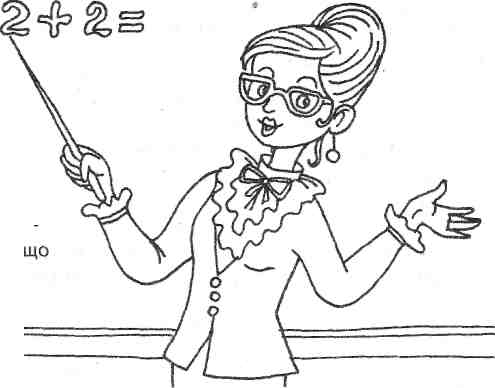 2 + 2 =
що